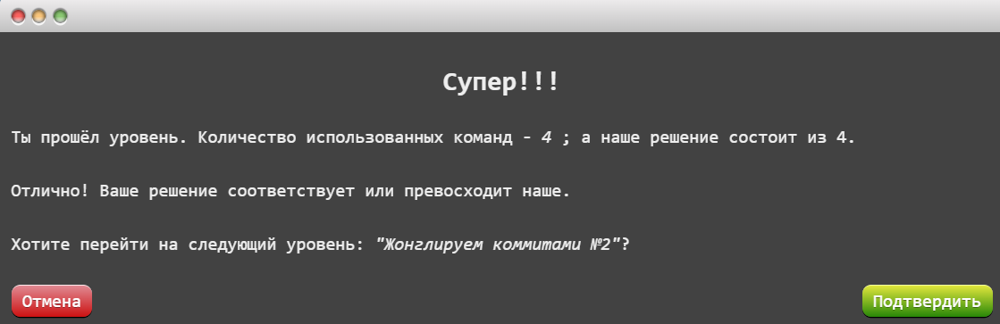 Супер!!!
Ты прошёл уровень. Количество использованных команд - 4 ; а наше решение состоит из 4.
Отлично! Ваше решение соответствует или превосходит наше.
Хотите перейти на следующий уровень: "Жонглируем коммитами №2"?
Отмена
Подтвердить